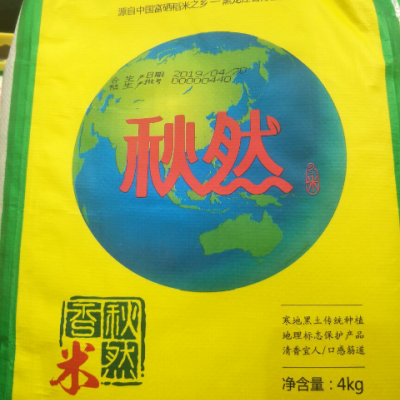 源自中国富硒稻米之乡
生产日期 2019/04/20
生产批号 00000440
秋然
秋然
香米
寒地黑土传统种植
地理标志保护产品
清香宜人/口感筋道
净含量：4kg